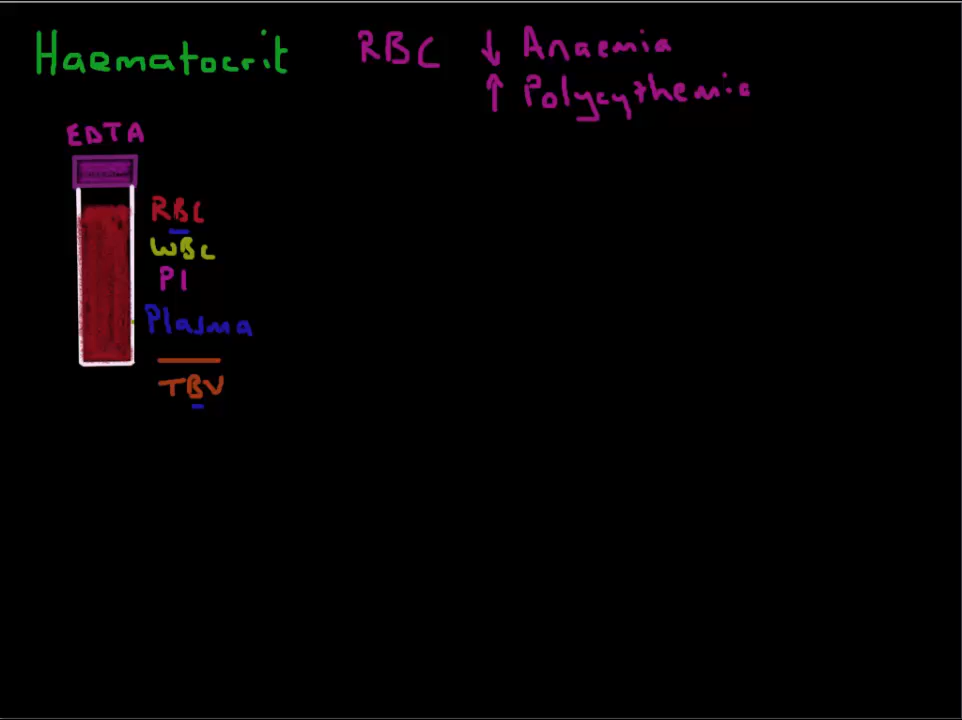 Haematocrit RBC ↓ Anaemia
↑ Polycythemia
EDTA
RBC
WBC
Pl
Plasma
TBV